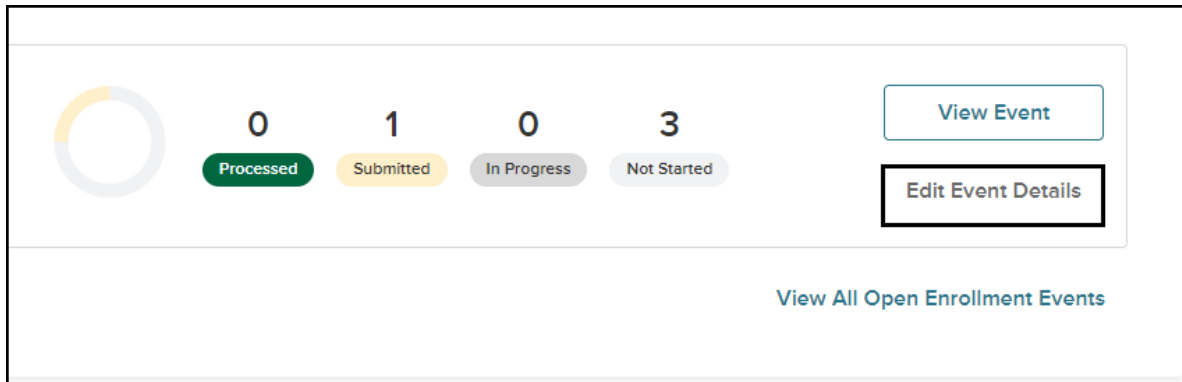 0 1 0 3
Processed Submitted In Progress Not Started
View Event
Edit Event Details
View All Open Enrollment Events